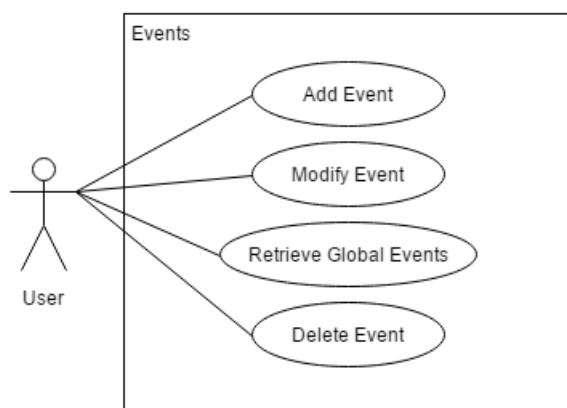 Events
Add Event
Modify Event
Retrieve Global Events
User
Delete Event